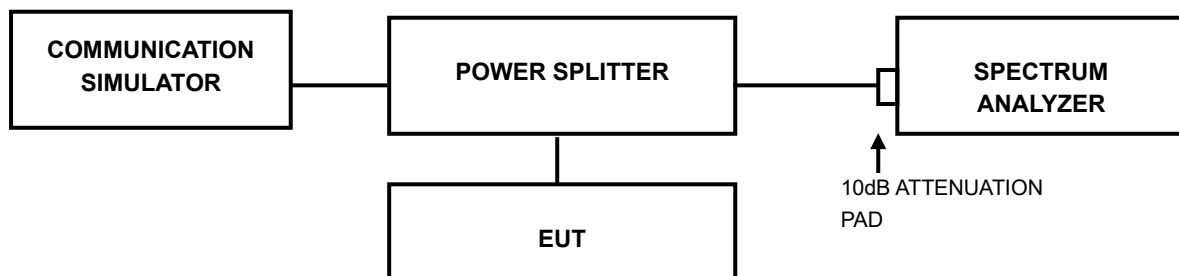 COMMUNICATION
SIMULATOR
POWER SPLITTER
SPECTRUM
ANALYZER
10dB ATTENUATION
PAD
EUT